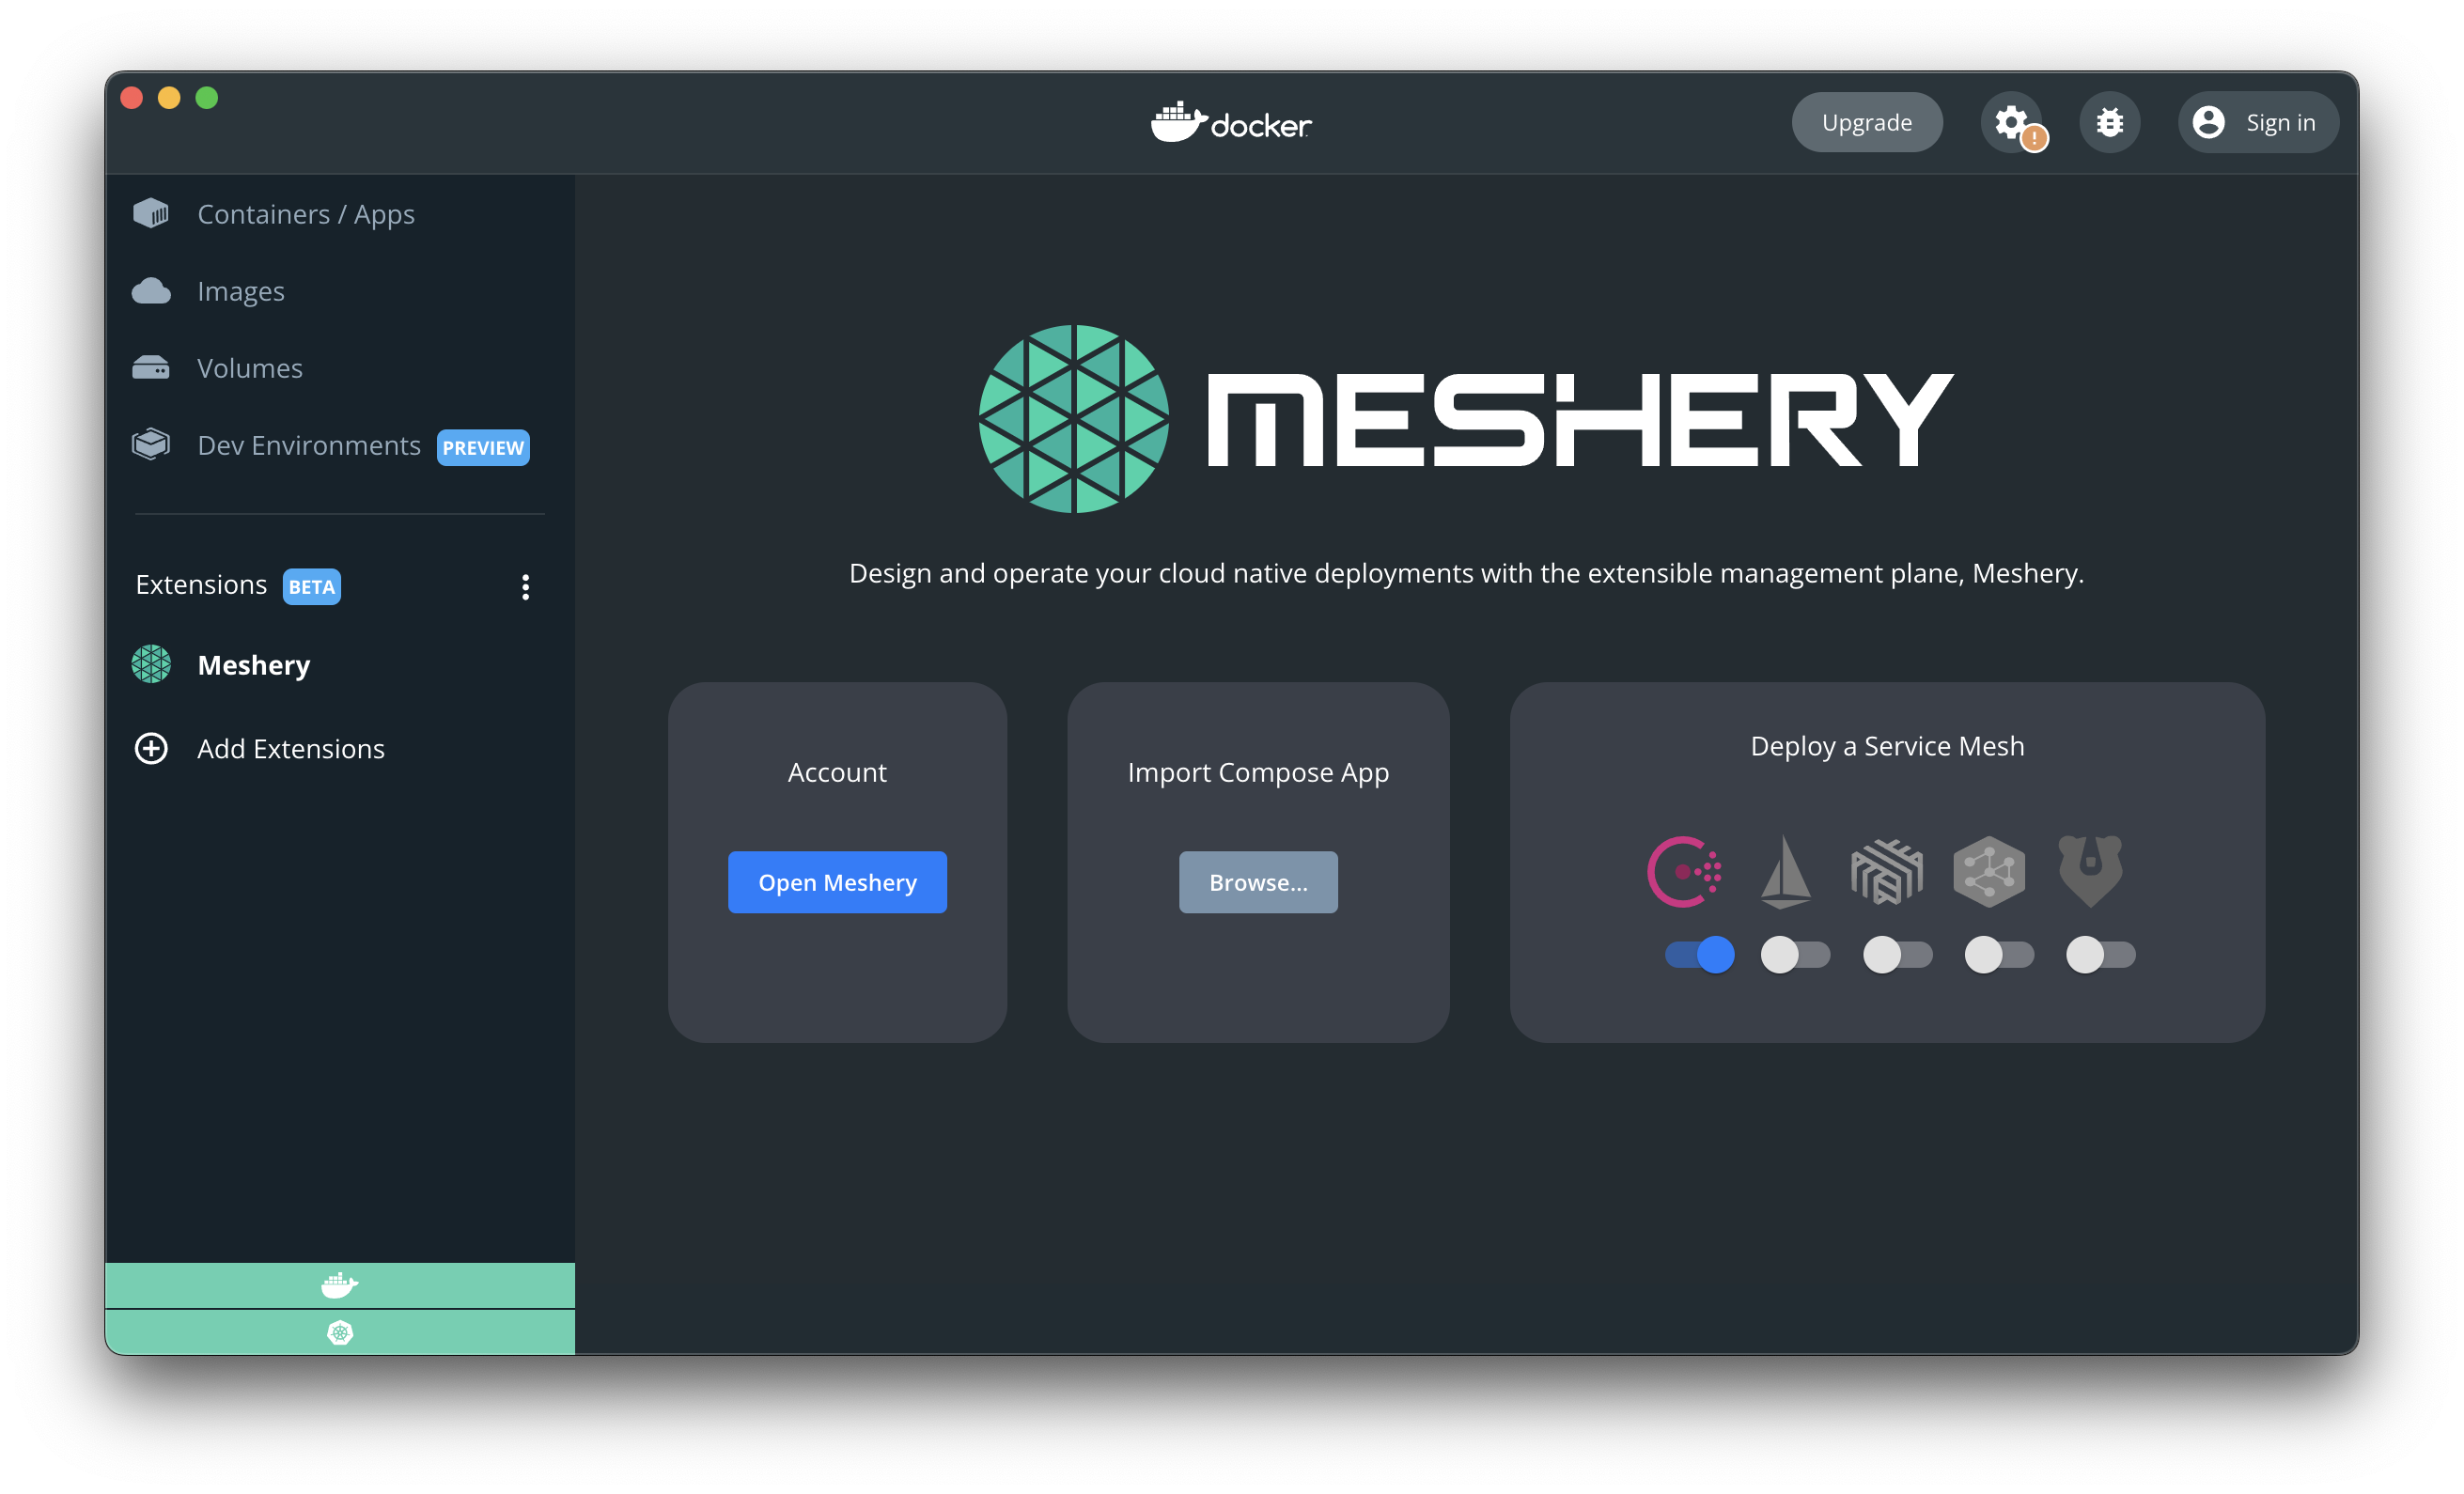 docker
Upgrade
Sign in
Containers / Apps
Images
Volumes
Dev Environments PREVIEW
Extensions BETA
Meshery
Add Extensions
MESHERY
Design and operate your cloud native deployments with the extensible management plane, Meshery.
Account
Open Meshery
Import Compose App
Browse...
Deploy a Service Mesh